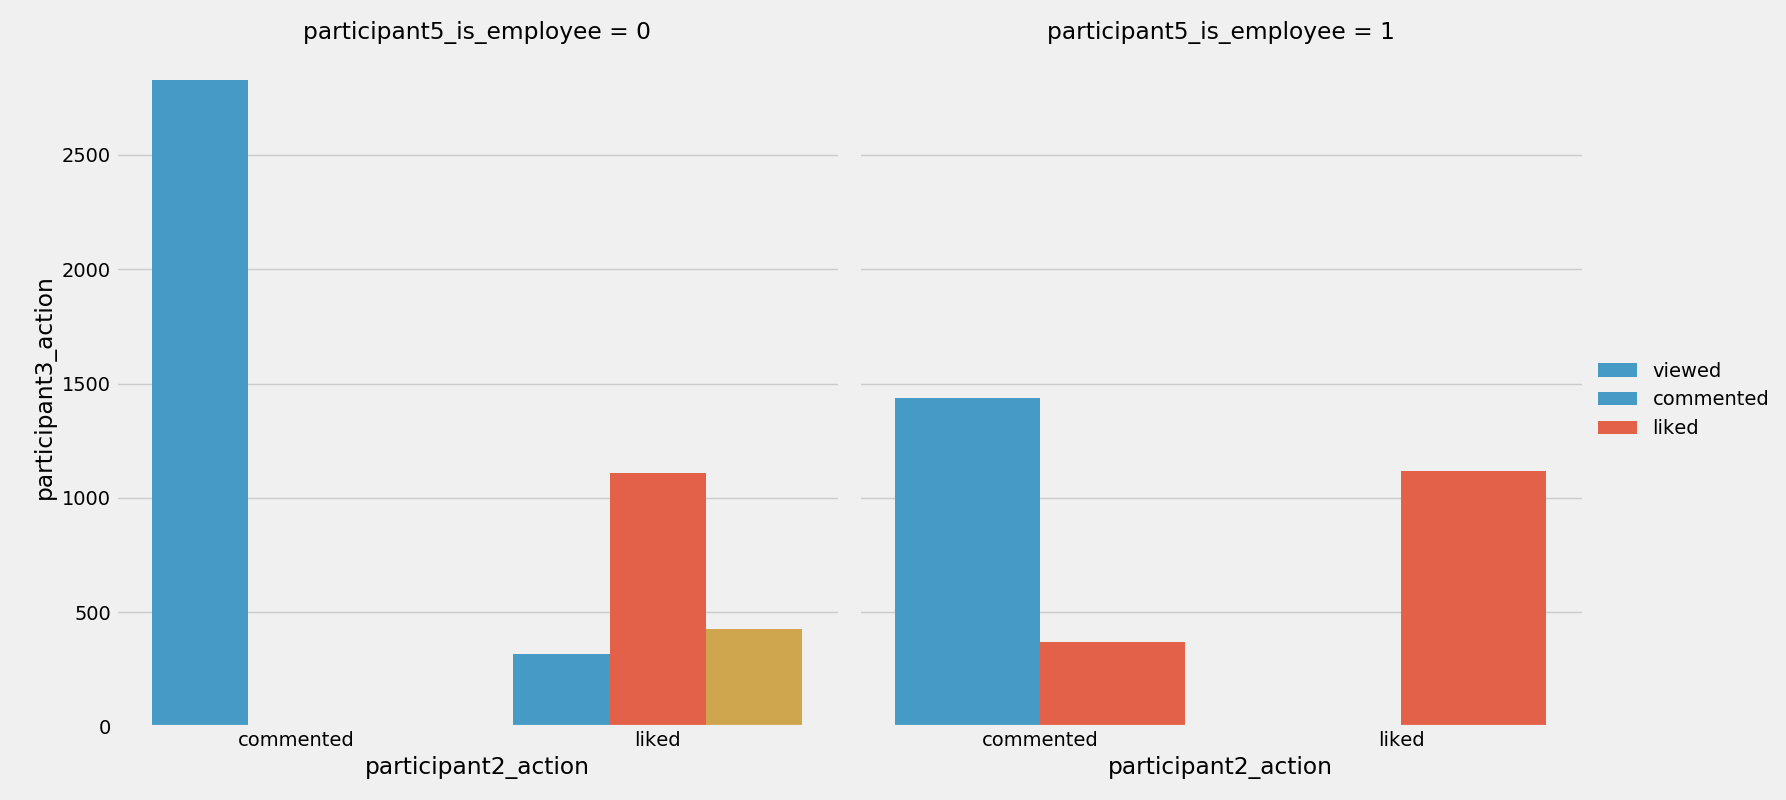 participant5_is_employee = 0
participant5_is_employee = 1
participant3_action
2500
2000
1500
1000
500
0
commented
liked
participant2_action
commented
liked
participant2_action
viewed
commented
liked